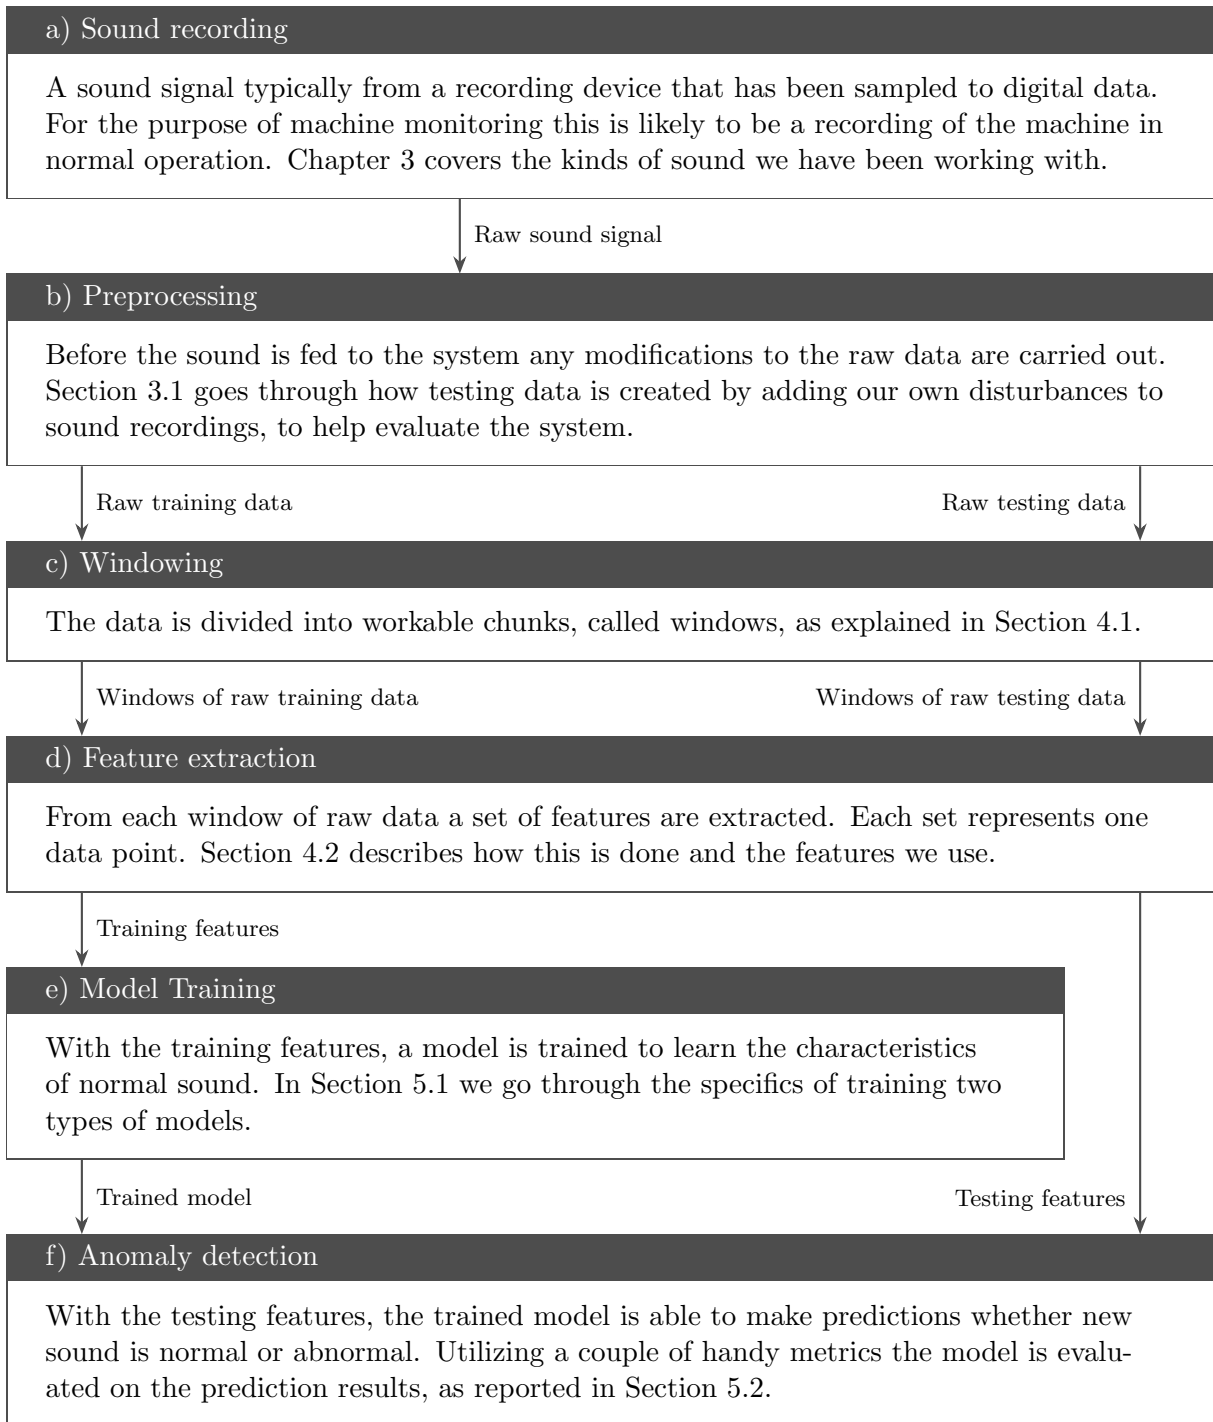 a) Sound recording
A sound signal typically from a recording device that has been sampled to digital data.
For the purpose of machine monitoring this is likely to be a recording of the machine in
normal operation. Chapter 3 covers the kinds of sound we have been working with.
Raw sound signal
b) Preprocessing
Before the sound is fed to the system any modifications to the raw data are carried out.
Section 3.1 goes through how testing data is created by adding our own disturbances to
sound recordings, to help evaluate the system.
Raw training data
Raw testing data
c) Windowing
The data is divided into workable chunks, called windows, as explained in Section 4.1.
Windows of raw training data
Windows of raw testing data
d) Feature extraction
From each window of raw data a set of features are extracted. Each set represents one
data point. Section 4.2 describes how this is done and the features we use.
Training features
e) Model Training
With the training features, a model is trained to learn the characteristics
of normal sound. In Section 5.1 we go through the specifics of training two
types of models.
Trained model
Testing features
f) Anomaly detection
With the testing features, the trained model is able to make predictions whether new
sound is normal or abnormal. Utilizing a couple of handy metrics the model is evalu-
ated on the prediction results, as reported in Section 5.2.